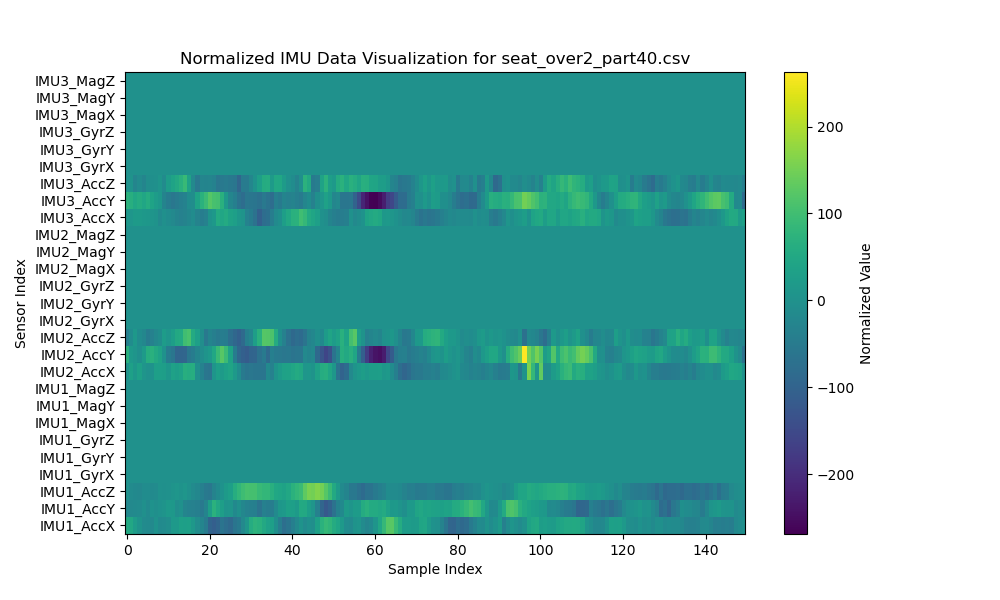 Normalized IMU Data Visualization for seat_over2_part40.csv
IMU3_MagZ
IMU3_MagY
IMU3_MagX
IMU3_GyrZ
IMU3_GyrY
IMU3_GyrX
IMU3_AccZ
IMU3_AccY
IMU3_AccX
IMU2_MagZ
IMU2_MagY
IMU2_MagX
IMU2_GyrZ
IMU2_GyrY
IMU2_GyrX
IMU2_AccZ
IMU2_AccY
IMU2_AccX
IMU1_MagZ
IMU1_MagY
IMU1_MagX
IMU1_GyrZ
IMU1_GyrY
IMU1_GyrX
IMU1_AccZ
IMU1_AccY
IMU1_AccX
Sensor Index
0 20 40 60 80 100 120 140
Sample Index
200
100
0
−100
−200
Normalized Value